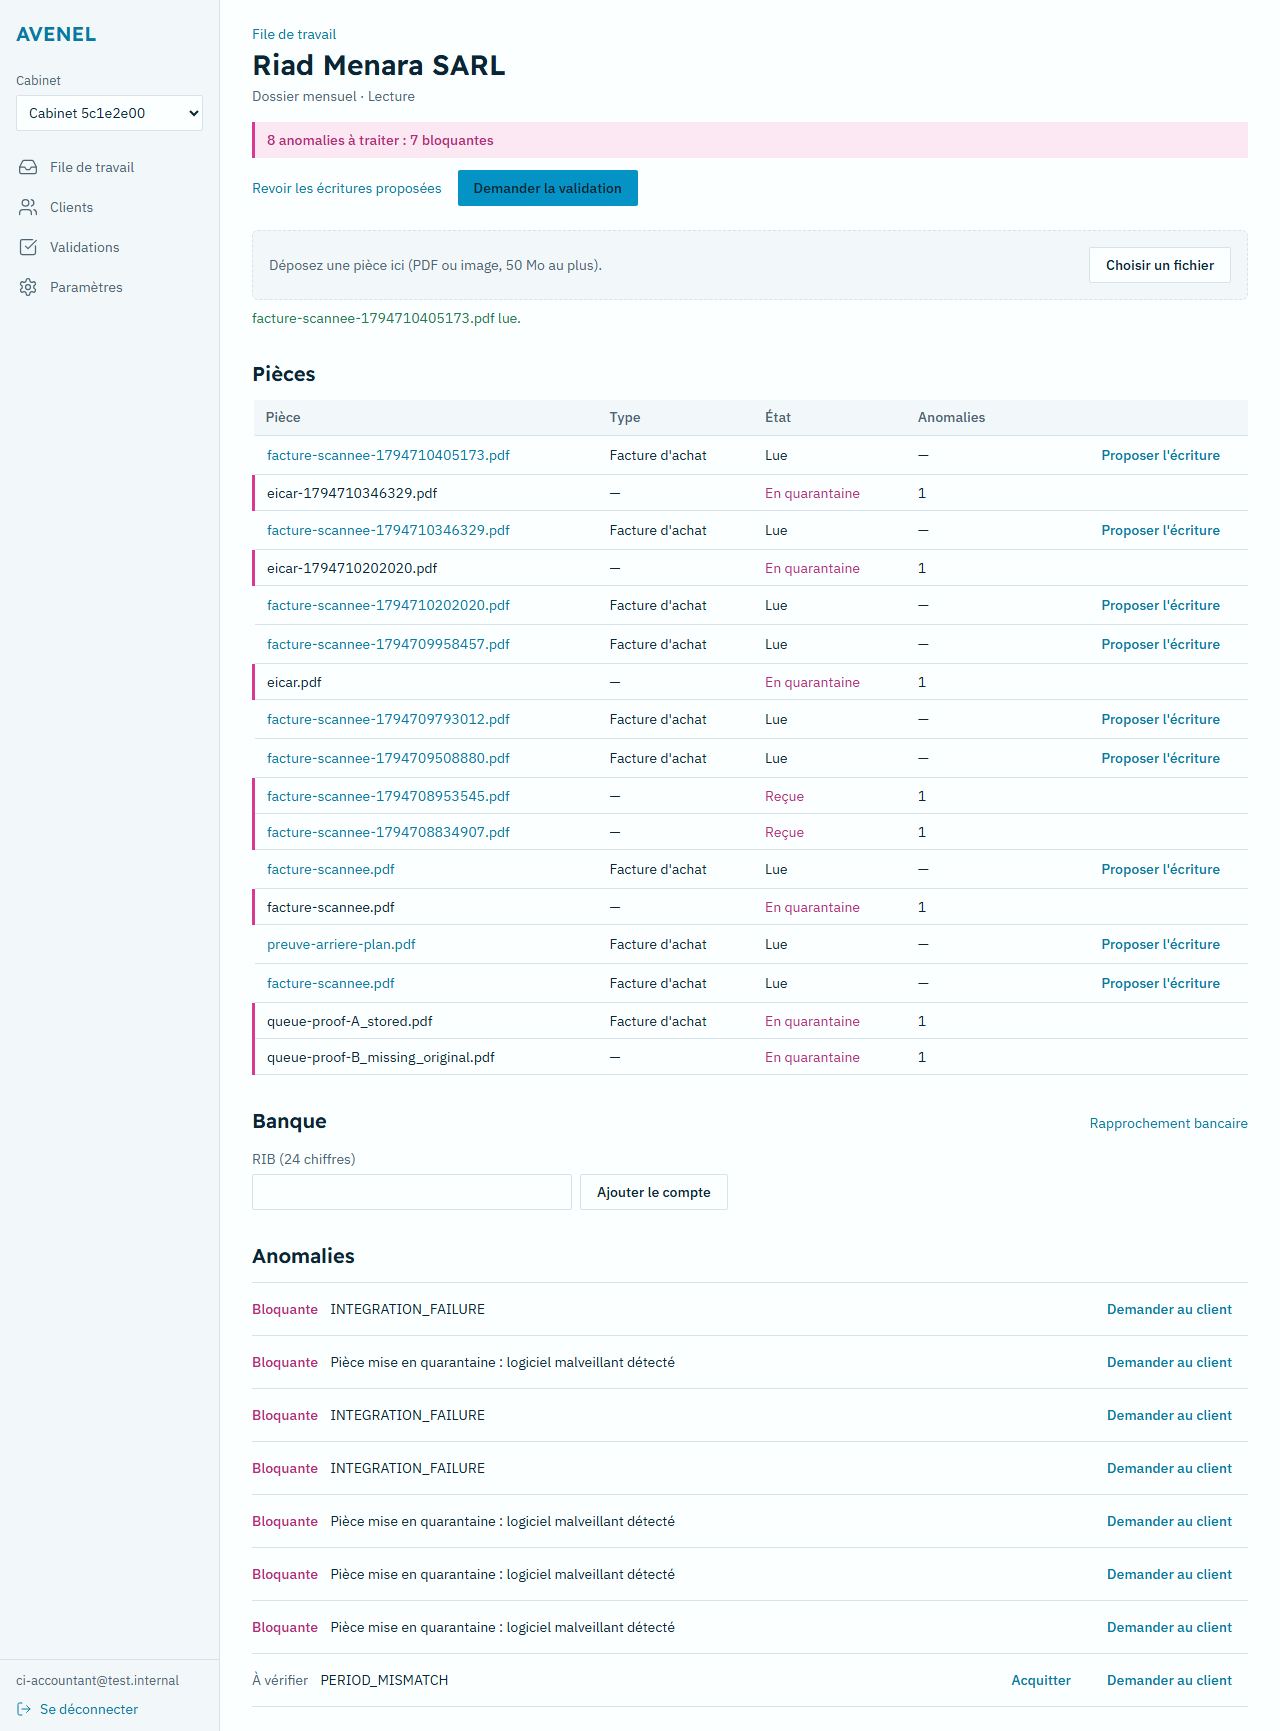 AVENEL
Cabinet
Cabinet 5c1e2e00
File de travail
Clients
Validations
Paramètres
ci-accountant@test.internal
Se déconnecter
File de travail
Riad Menara SARL
Dossier mensuel · Lecture
8 anomalies à traiter : 7 bloquantes
Revoir les écritures proposées Demander la validation
Déposez une pièce ici (PDF ou image, 50 Mo au plus). Choisir un fichier
facture-scannee-1794710405173.pdf lue.
Pièces
Pièce Type État Anomalies
facture-scannee-1794710405173.pdf Facture d'achat Lue — Proposer l'écriture
eicar-1794710346329.pdf — En quarantaine 1
facture-scannee-1794710346329.pdf Facture d'achat Lue — Proposer l'écriture
eicar-1794710202020.pdf — En quarantaine 1
facture-scannee-1794710202020.pdf Facture d'achat Lue — Proposer l'écriture
facture-scannee-1794709958457.pdf Facture d'achat Lue — Proposer l'écriture
eicar.pdf — En quarantaine 1
facture-scannee-1794709793012.pdf Facture d'achat Lue — Proposer l'écriture
facture-scannee-1794709508880.pdf Facture d'achat Lue — Proposer l'écriture
facture-scannee-1794708953545.pdf — Reçue 1
facture-scannee-1794708834907.pdf — Reçue 1
facture-scannee.pdf Facture d'achat Lue — Proposer l'écriture
facture-scannee.pdf — En quarantaine 1
preuve-arriere-plan.pdf Facture d'achat Lue — Proposer l'écriture
facture-scannee.pdf Facture d'achat Lue — Proposer l'écriture
queue-proof-A_stored.pdf Facture d'achat En quarantaine 1
queue-proof-B_missing_original.pdf — En quarantaine 1
Banque Rapprochement bancaire
RIB (24 chiffres)
Ajouter le compte
Anomalies
Bloquante INTEGRATION_FAILURE Demander au client
Bloquante Pièce mise en quarantaine : logiciel malveillant détecté Demander au client
Bloquante INTEGRATION_FAILURE Demander au client
Bloquante INTEGRATION_FAILURE Demander au client
Bloquante Pièce mise en quarantaine : logiciel malveillant détecté Demander au client
Bloquante Pièce mise en quarantaine : logiciel malveillant détecté Demander au client
Bloquante Pièce mise en quarantaine : logiciel malveillant détecté Demander au client
À vérifier PERIOD_MISMATCH Acquitter Demander au client